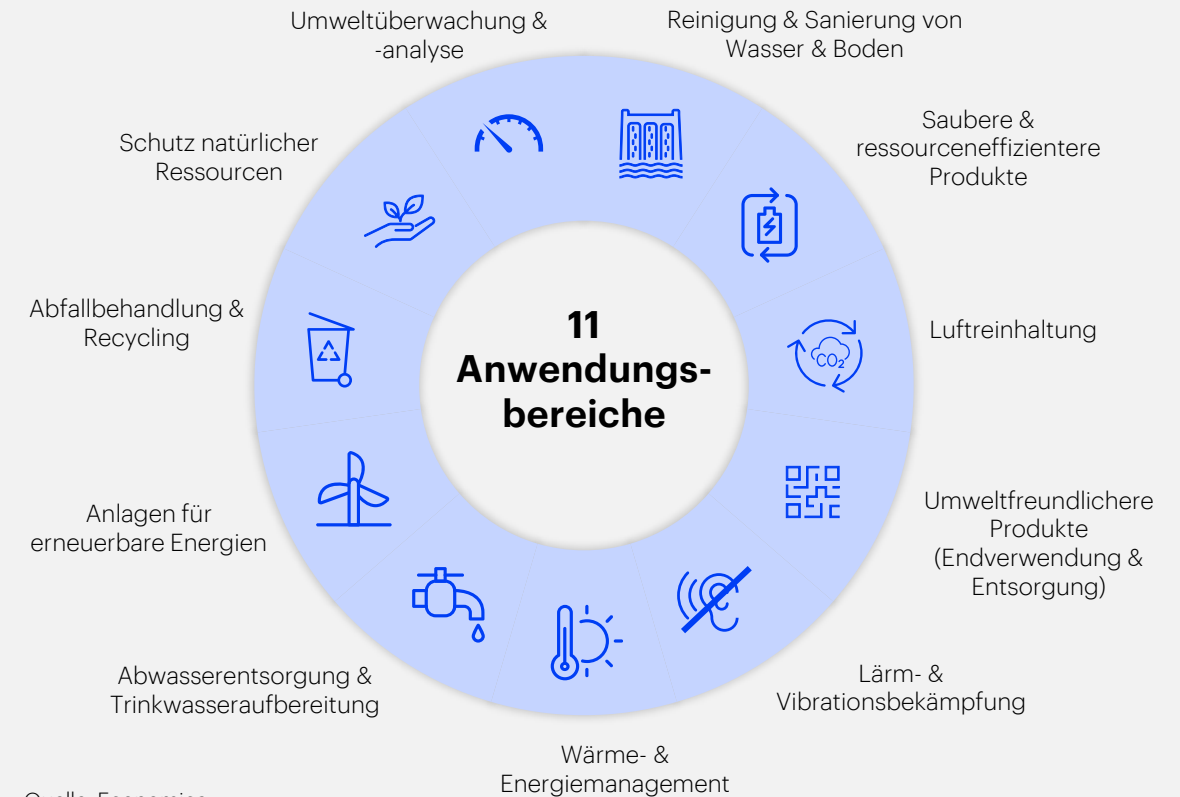 Umweltüberwachung &
-analyse
Reinigung & Sanierung von
Wasser & Boden
Saubere &
ressourceneffizientere
Produkte
Luftreinhaltung
Umweltfreundlichere
Produkte
(Endverwendung &
Entsorgung)
Lärm- &
Vibrationsbekämpfung
Wärme- &
Energiemanagement
Abwasserentsorgung &
Trinkwasseraufbereitung
Anlagen für
erneuerbare Energien
Abfallbehandlung &
Recycling
Schutz natürlicher
Ressourcen
11
Anwendungs-
bereiche
CO₂